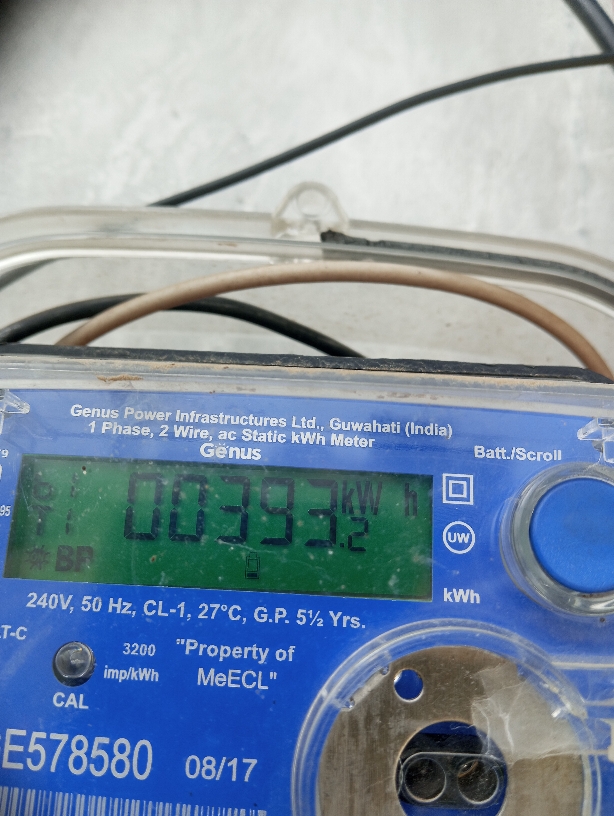 Genus Power Infrastructures Ltd., Guwahati (India)
1 Phase, 2 Wire, ac Static kWh Meter
Genus
Batt./Scroll
00393.2 kW h
BP
UW
kWh
240V, 50 Hz, CL-1, 27°C, G.P. 5½ Yrs.
T-C
3200
imp/kWh
"Property of
MeECL"
CAL
E578580
08/17